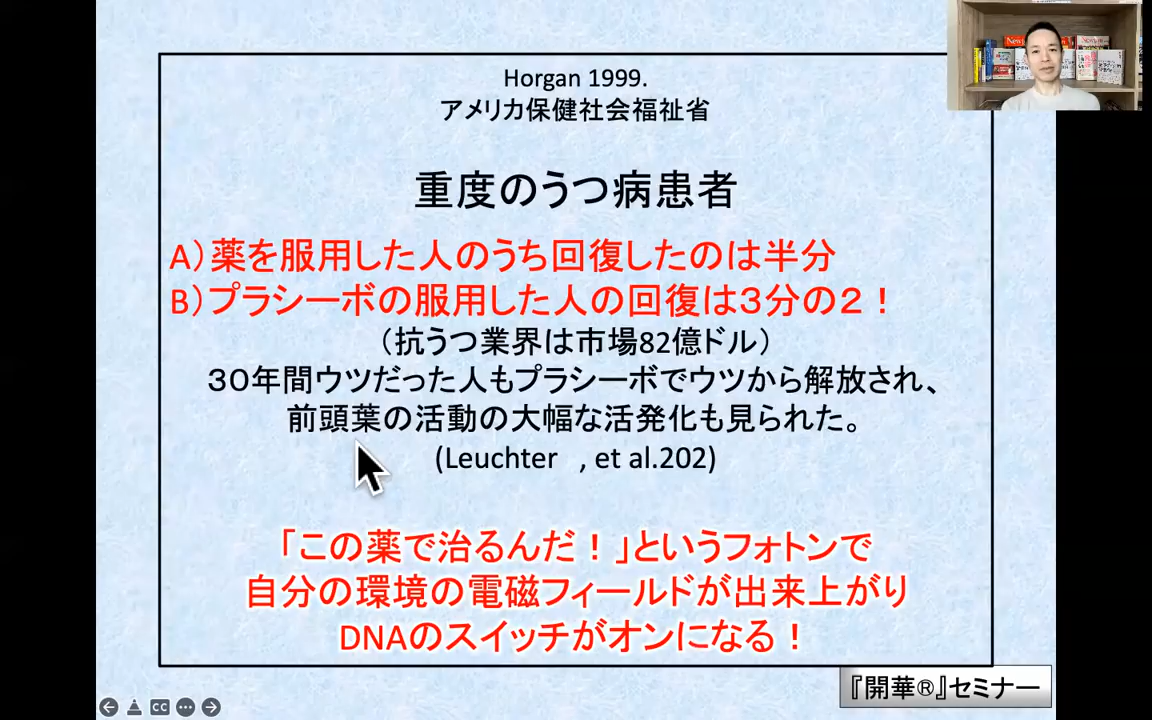 Horgan 1999.
アメリカ保健社会福祉省
重度のうつ病患者
A）薬を服用した人のうち回復したのは半分
B）プラシーボの服用した人の回復は３分の２！
（抗うつ業界は市場82億ドル）
３０年間ウツだった人もプラシーボでウツから解放され、
前頭葉の活動の大幅な活発化も見られた。
(Leuchter , et al.202)
「この薬で治るんだ！」というフォトンで
自分の環境の電磁フィールドが出来上がり
DNAのスイッチがオンになる！
『開華®』セミナー
CC